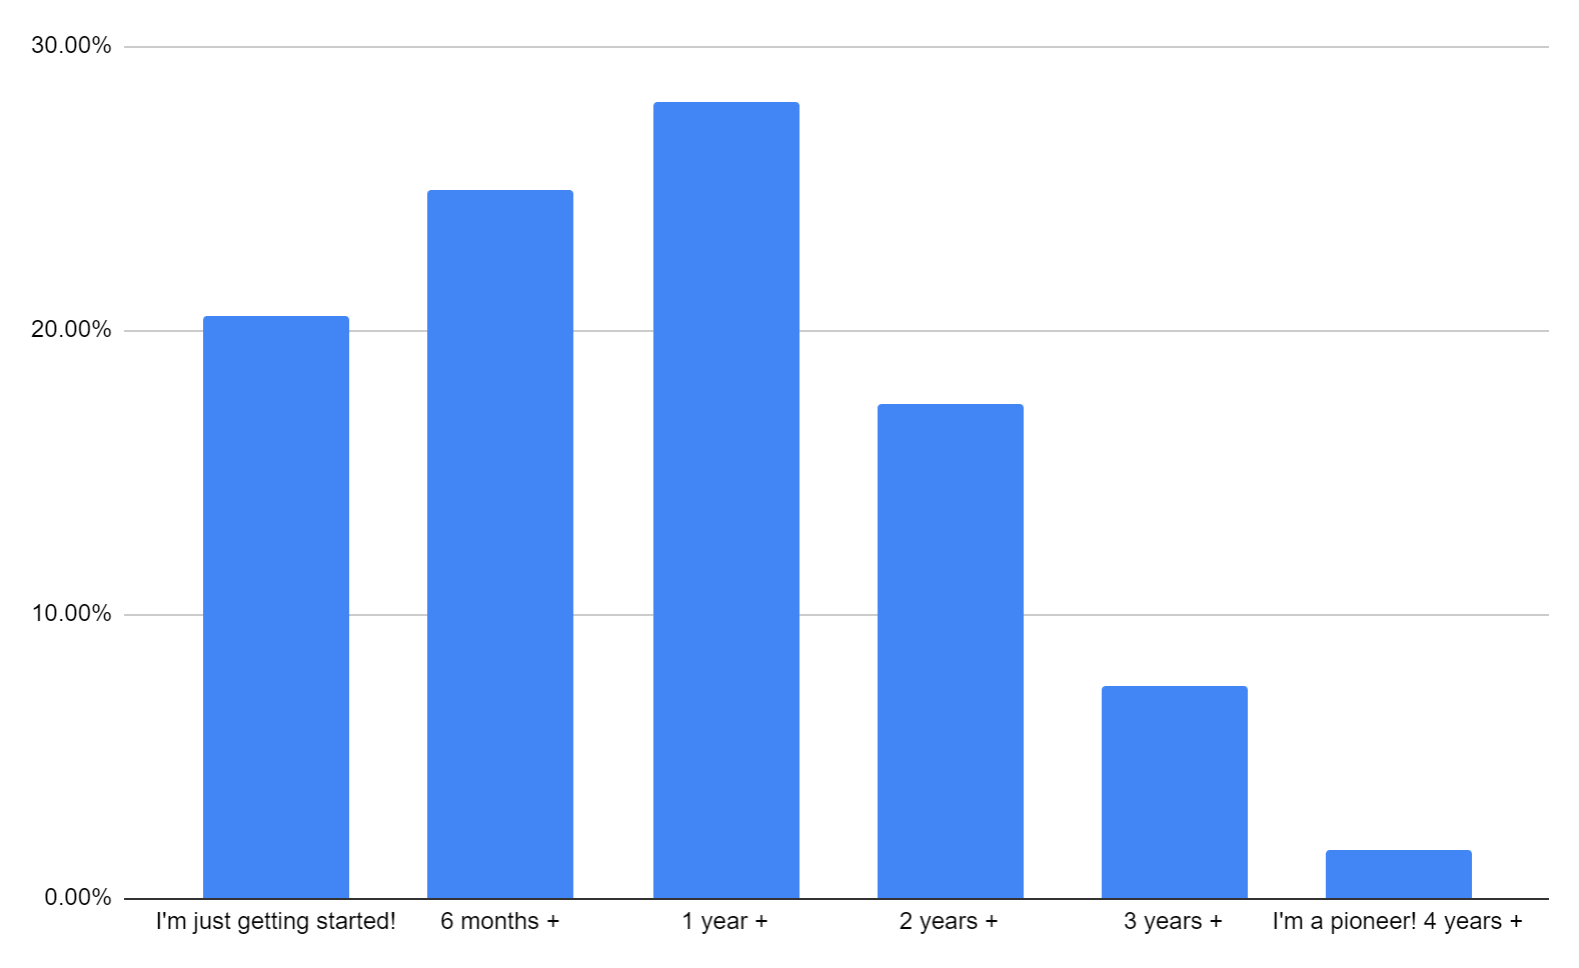 30.00%
20.00%
10.00%
0.00%
I'm just getting started!
6 months +
1 year +
2 years +
3 years +
I'm a pioneer! 4 years +